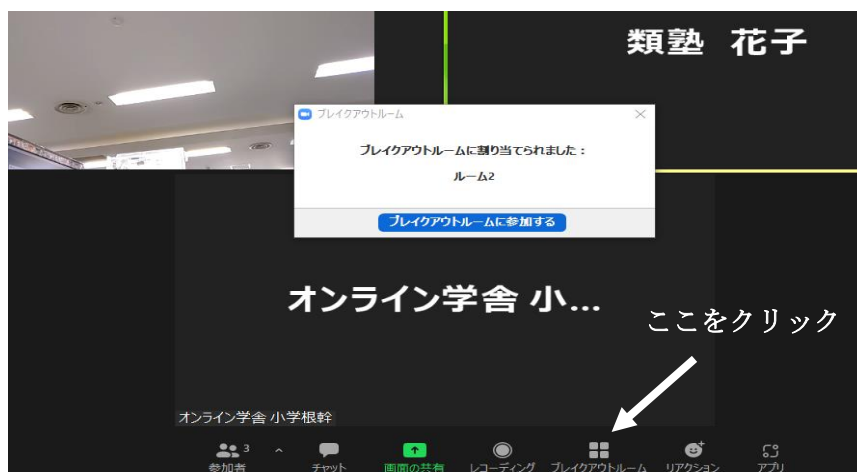 類塾 花子
ブレイクアウトルーム
ブレイクアウトルームに割り当てられました：
ルーム2
ブレイクアウトルームに参加する
オンライン学舎 小...
ここをクリック
オンライン学舎 小学根幹
3
参加者
チャット
画面の共有
レコーディング
ブレイクアウトルーム
リアクション
アプリ